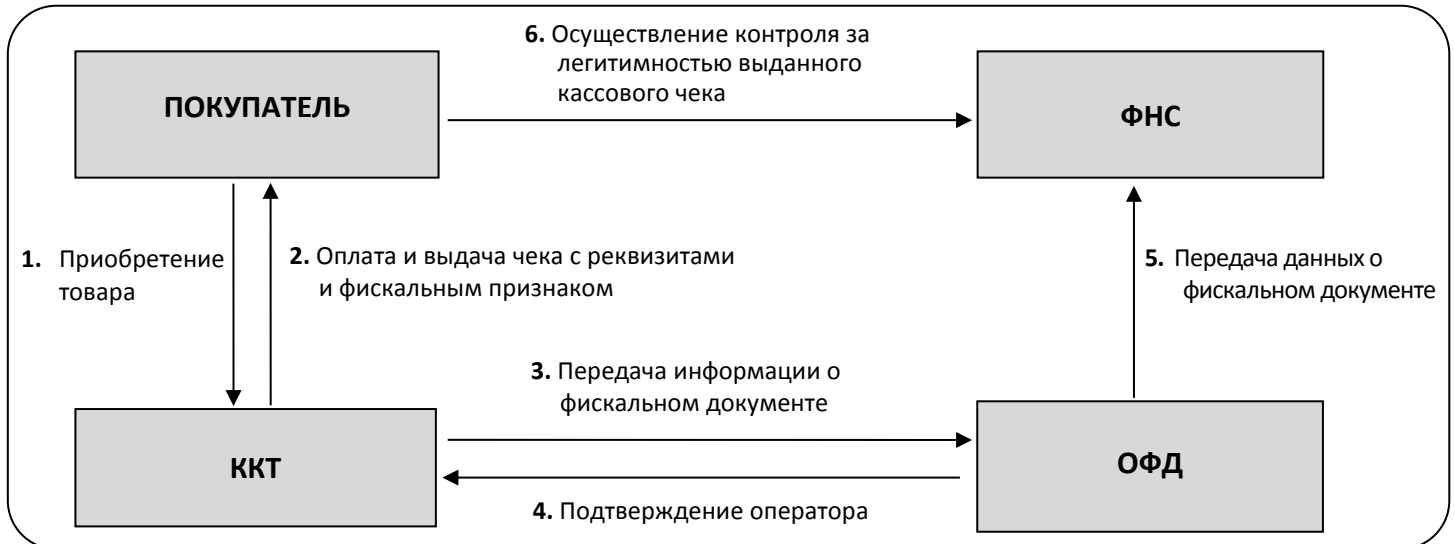 6. Осуществление контроля за
легитимностью выданного
кассового чека
ПОКУПАТЕЛЬ
ФНС
1. Приобретение
товара
2. Оплата и выдача чека с реквизитами
и фискальным признаком
5. Передача данных о
фискальном документе
3. Передача информации о
фискальном документе
ККТ
ОФД
4. Подтверждение оператора